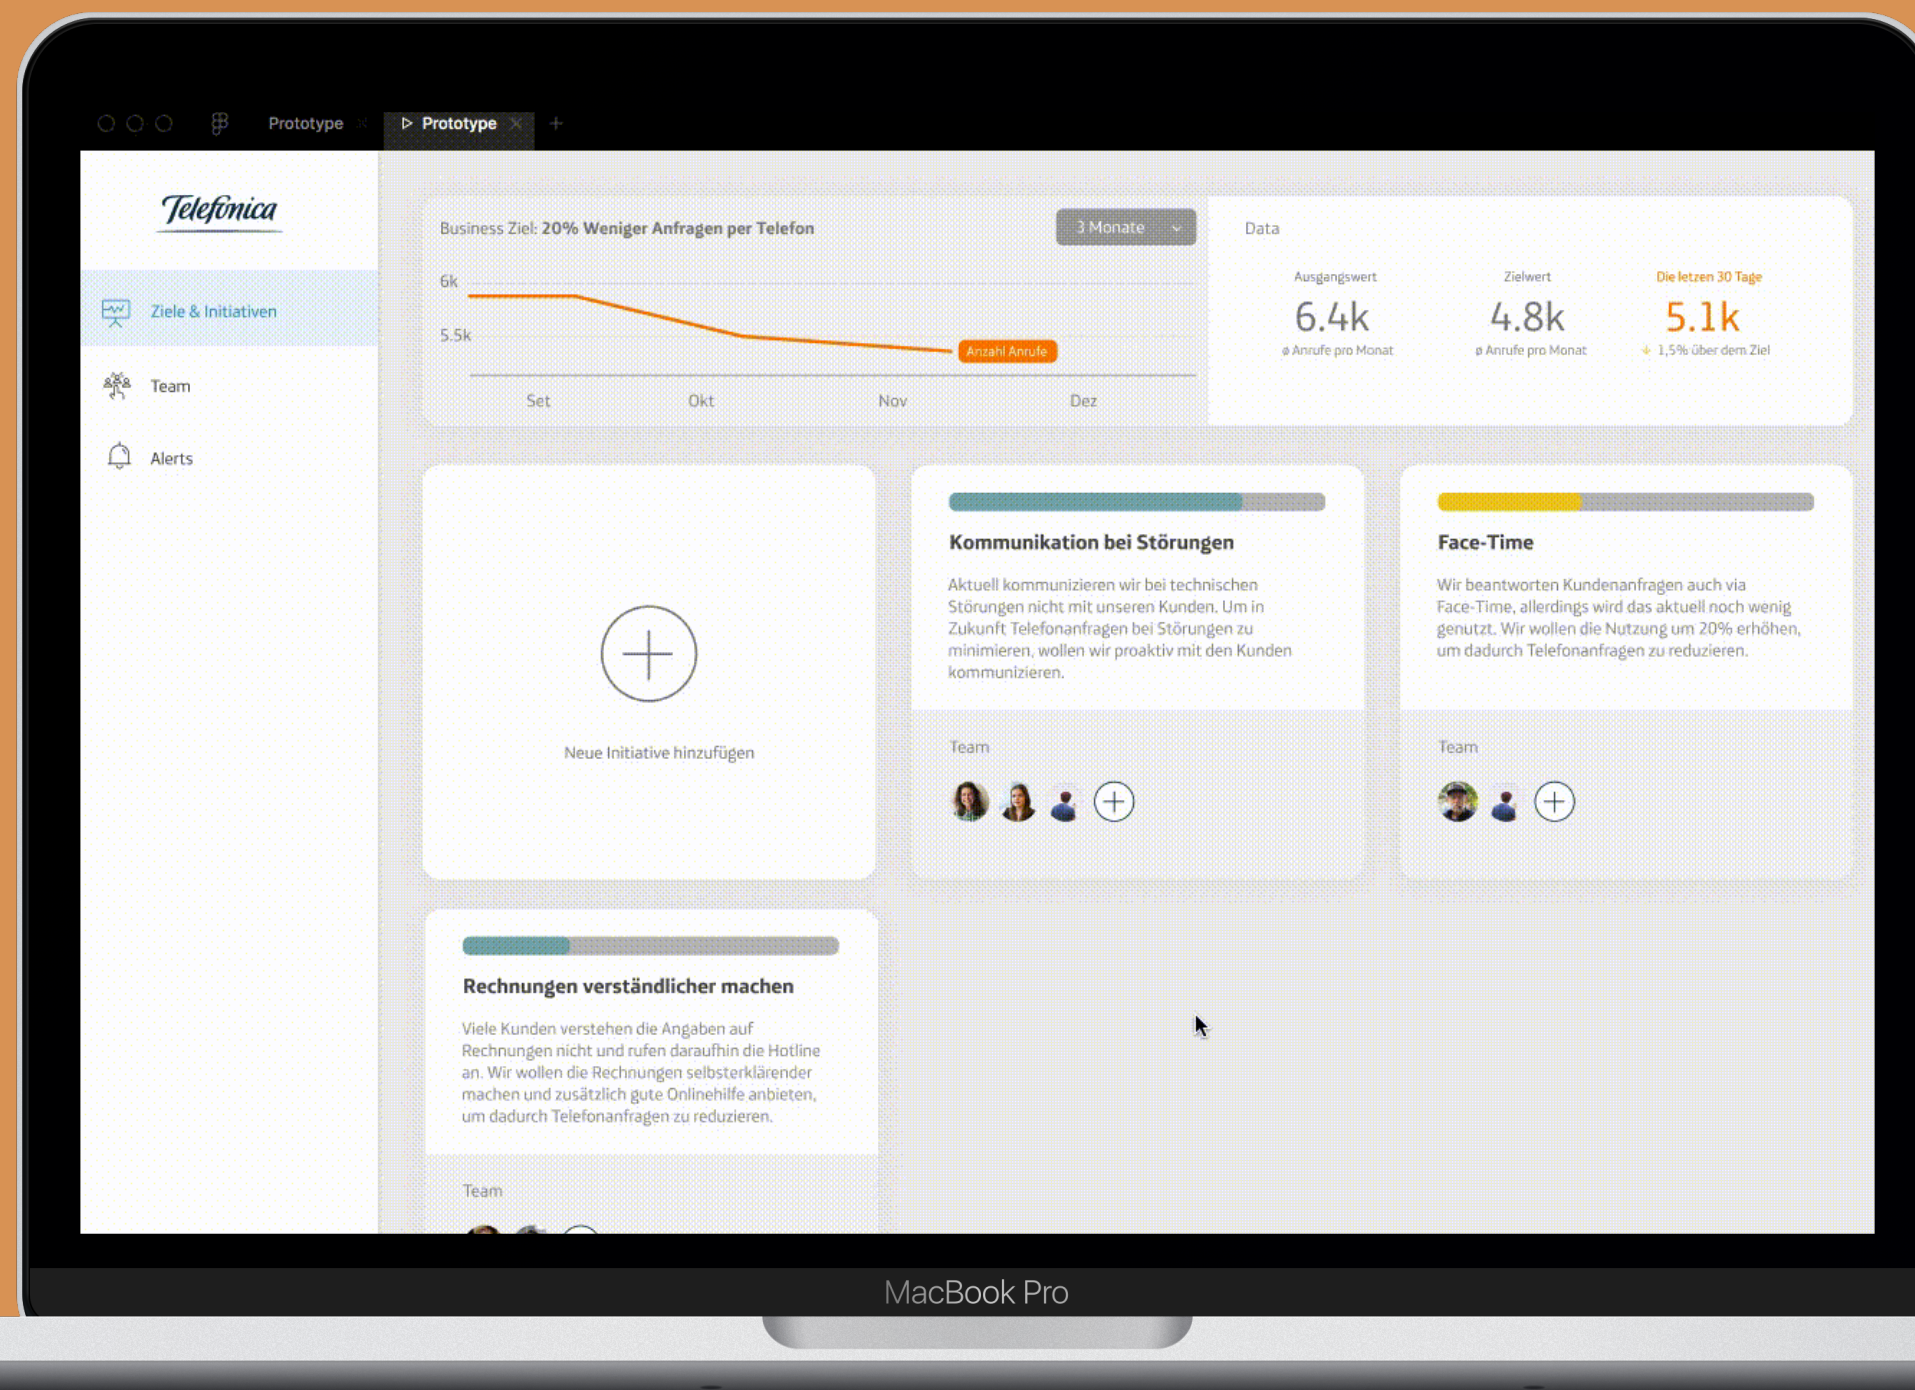 Prototype
Prototype
Telefónica
Ziele & Initiativen
Team
Alerts
Business Ziel: 20% Weniger Anfragen per Telefon
3 Monate
6k
5.5k
Anzahl Anrufe
Set
Okt
Nov
Dez
Data
Ausgangswert
6.4k
ø Anrufe pro Monat
Zielwert
4.8k
ø Anrufe pro Monat
Die letzen 30 Tage
5.1k
1,5% über dem Ziel
Neue Initiative hinzufügen
Kommunikation bei Störungen
Aktuell kommunizieren wir bei technischen
Störungen nicht mit unseren Kunden. Um in
Zukunft Telefonanfragen bei Störungen zu
minimieren, wollen wir proaktiv mit den Kunden
kommunizieren.
Team
Face-Time
Wir beantworten Kundenanfragen auch via
Face-Time, allerdings wird das aktuell noch wenig
genutzt. Wir wollen die Nutzung um 20% erhöhen,
um dadurch Telefonanfragen zu reduzieren.
Team
Rechnungen verständlicher machen
Viele Kunden verstehen die Angaben auf
Rechnungen nicht und rufen daraufhin die Hotline
an. Wir wollen die Rechnungen selbsterklärender
machen und zusätzlich gute Onlinehilfe anbieten,
um dadurch Telefonanfragen zu reduzieren.
Team
MacBook Pro